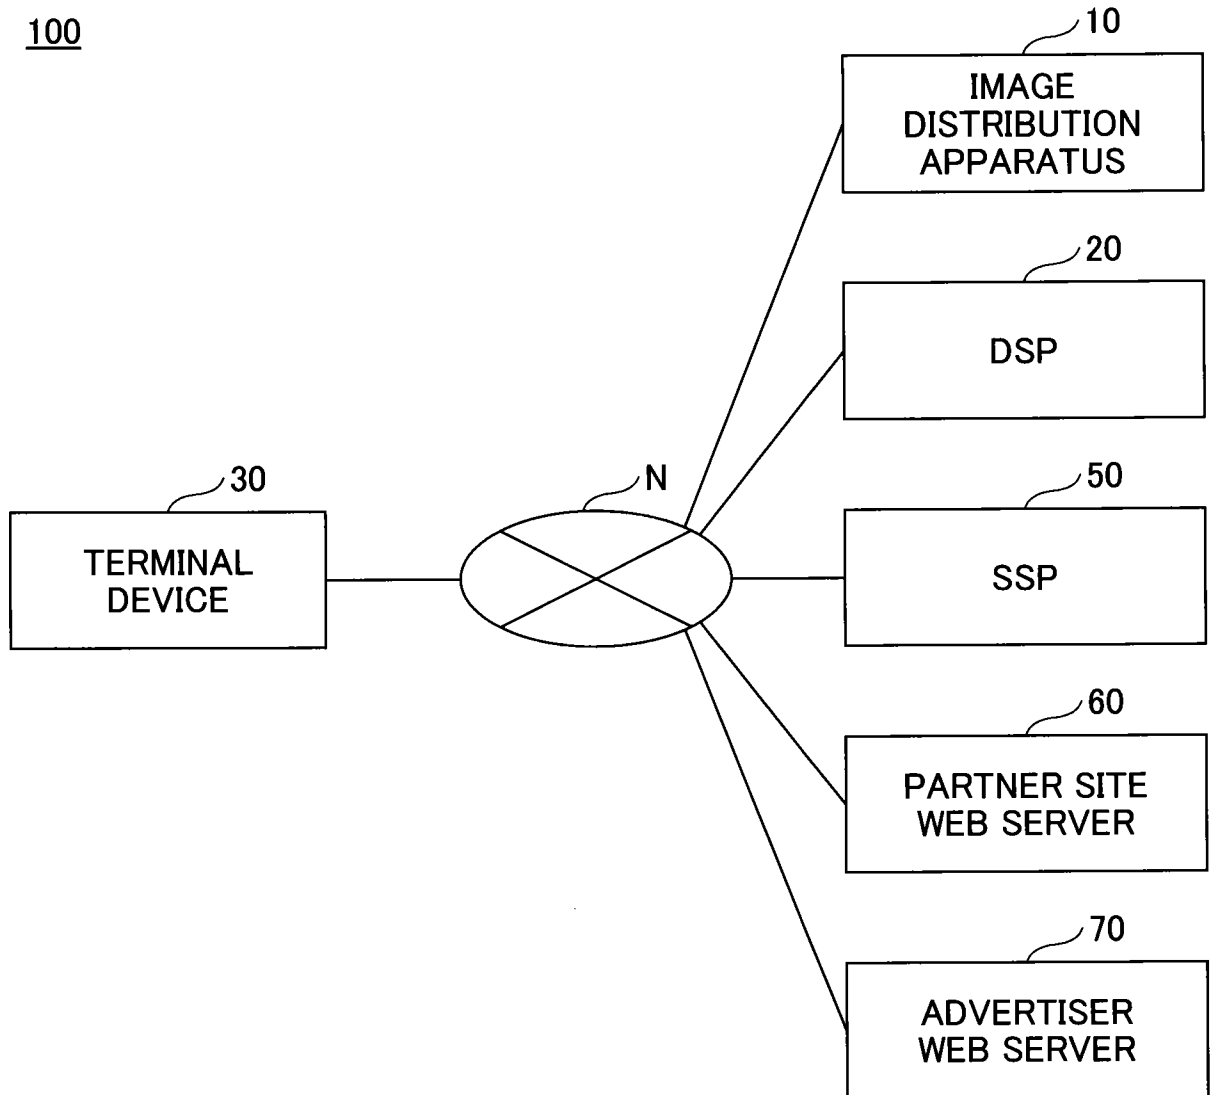 100
10
IMAGE
DISTRIBUTION
APPARATUS
20
DSP
30
TERMINAL
DEVICE
N
50
SSP
60
PARTNER SITE
WEB SERVER
70
ADVERTISER
WEB SERVER